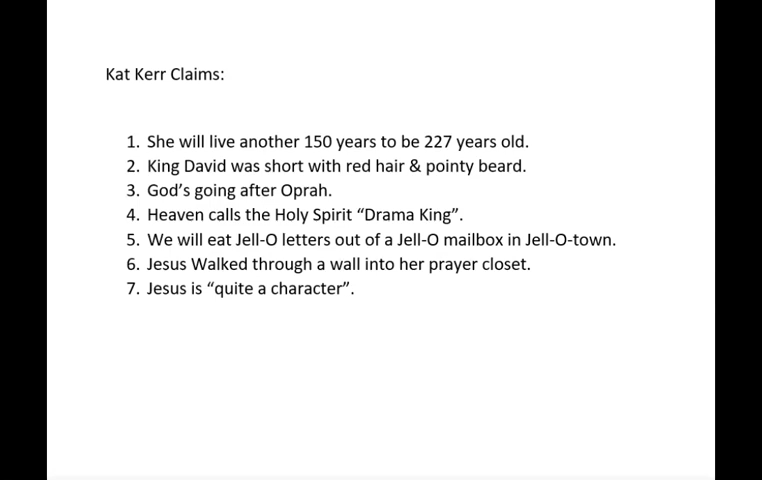 Kat Kerr Claims:
1. She will live another 150 years to be 227 years old.
2. King David was short with red hair & pointy beard.
3. God’s going after Oprah.
4. Heaven calls the Holy Spirit “Drama King”.
5. We will eat Jell-O letters out of a Jell-O mailbox in Jell-O-town.
6. Jesus Walked through a wall into her prayer closet.
7. Jesus is “quite a character”.